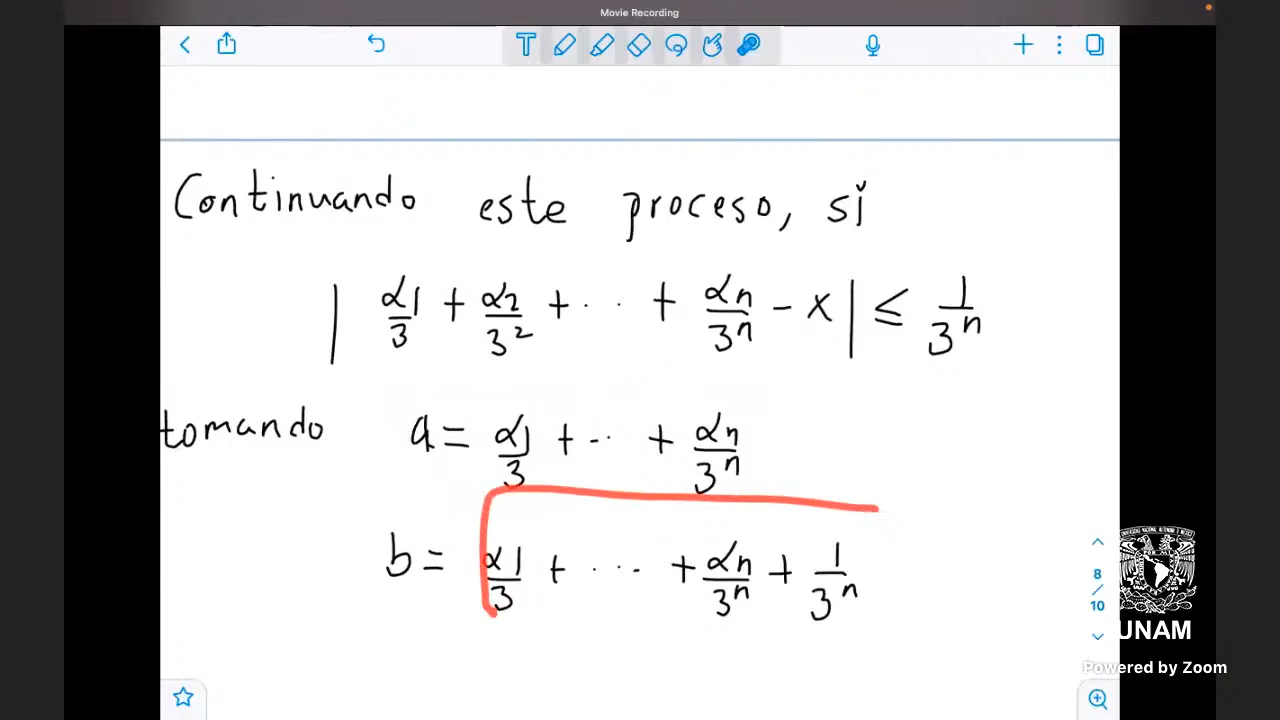 Movie Recording
Continuando este proceso, si
| α1/3 + α2/3² + ·· + αn/3ⁿ - x | ≤ 1/3ⁿ
tomando a = α1/3 + ·· + αn/3ⁿ
b = α1/3 + ···· + αn/3ⁿ + 1/3ⁿ
8
/
10
UNAM
Powered by Zoom